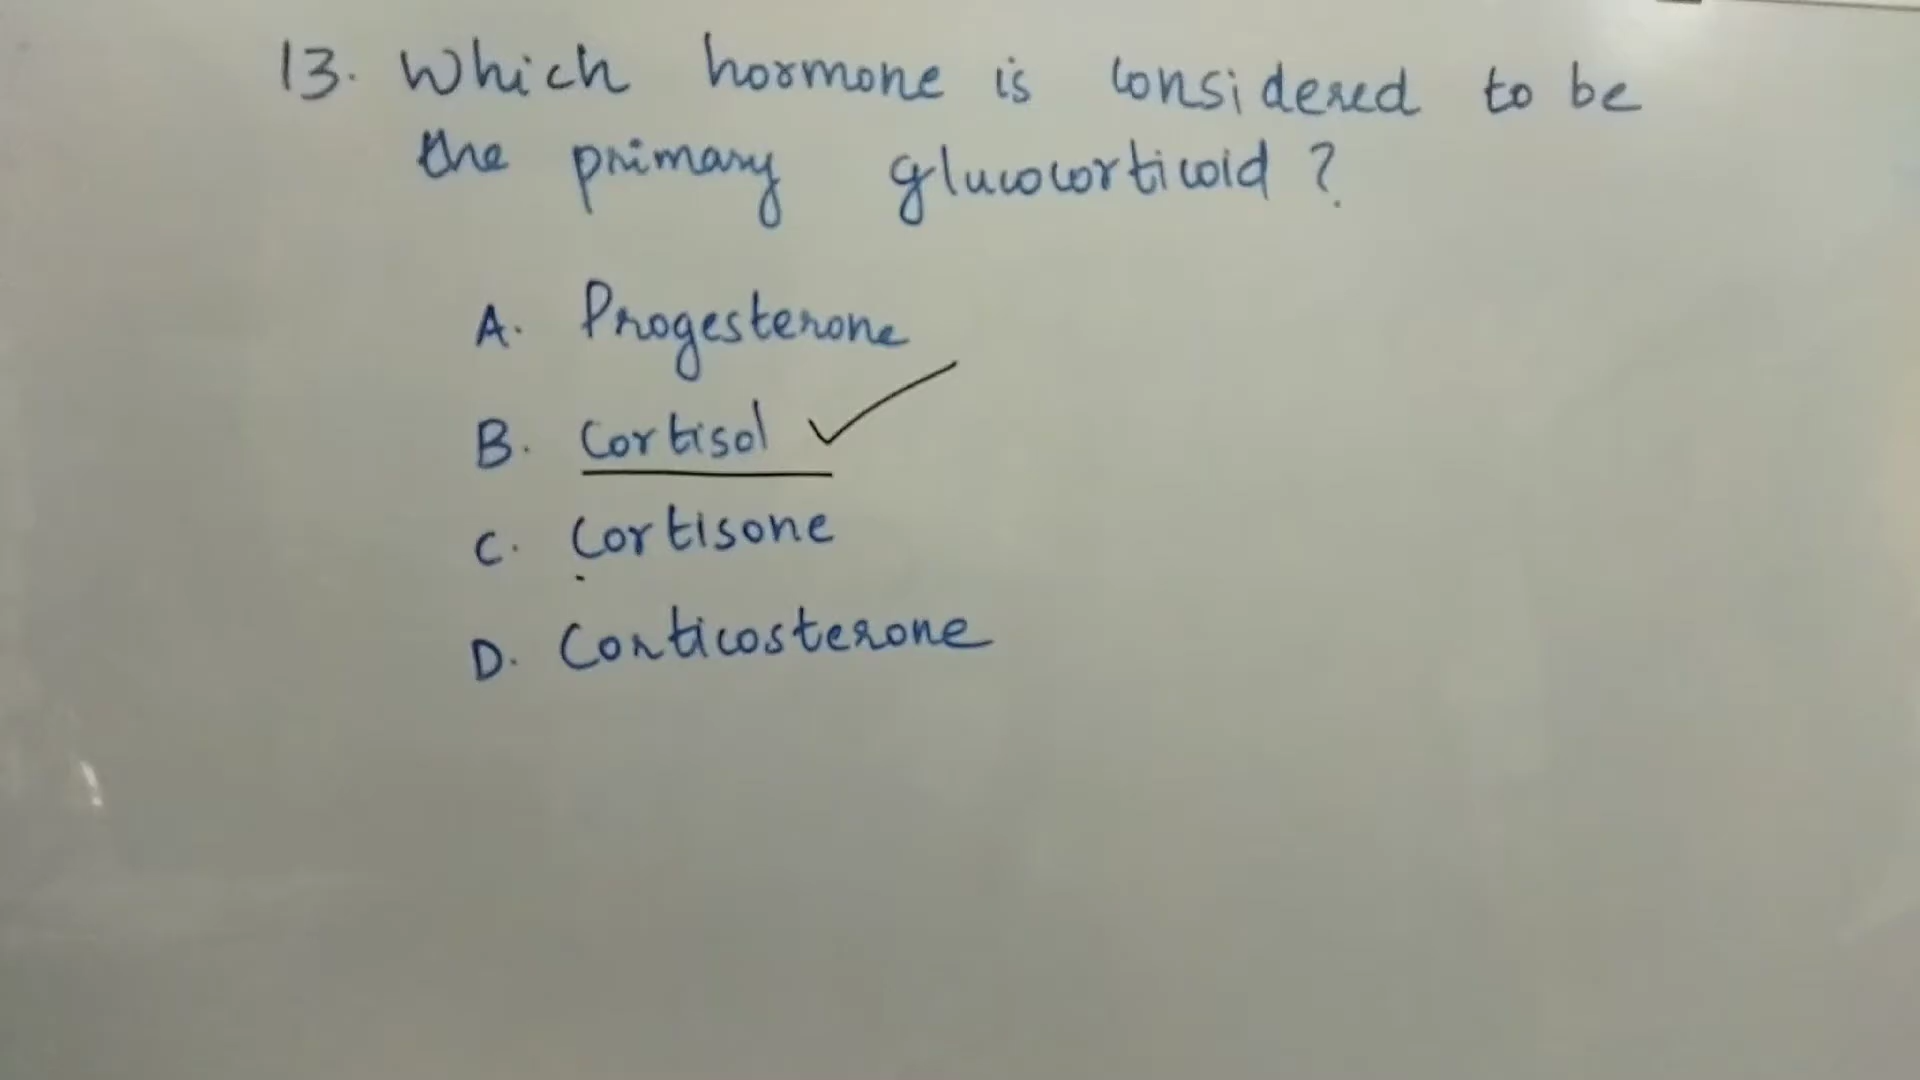 13. Which hormone is considered to be
the primary glucocorticoid ?
A. Progesterone
B. Cortisol ✓
C. Cortisone
D. Corticosterone